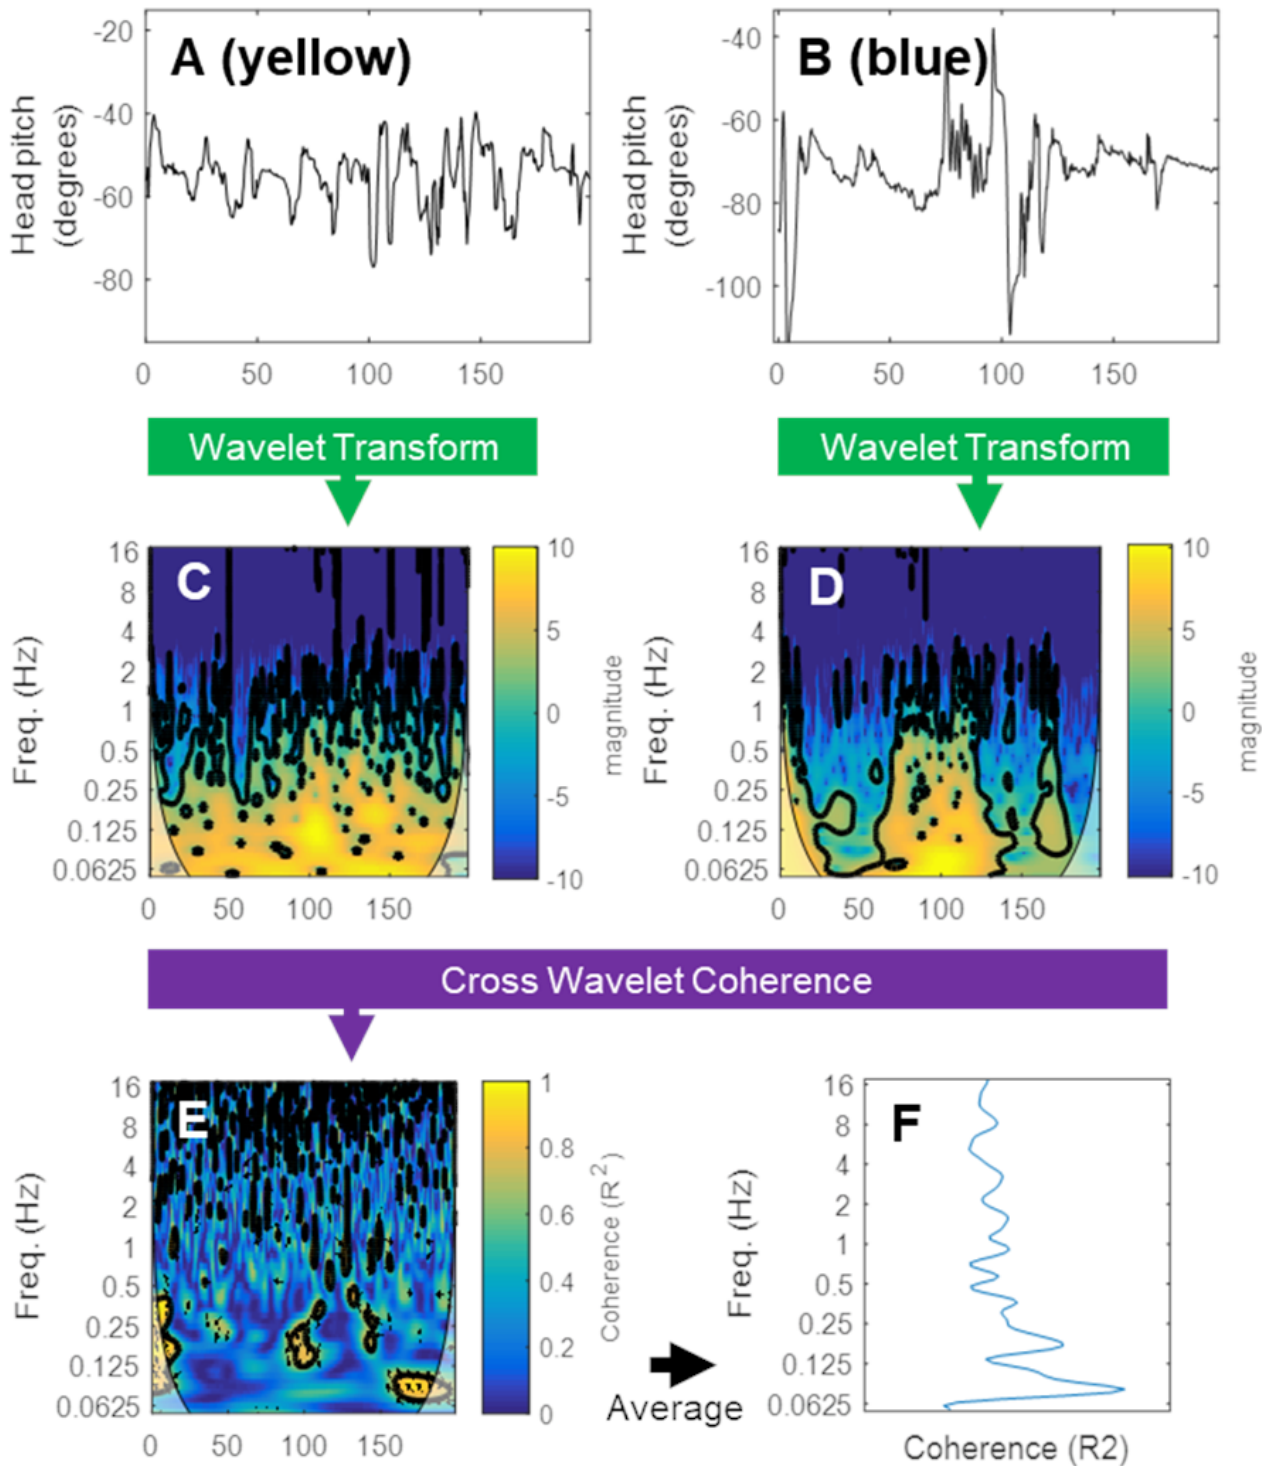 A (yellow)
Head pitch
(degrees)
-20
-40
-60
-80
0 50 100 150
B (blue)
Head pitch
(degrees)
-40
-60
-80
-100
0 50 100 150
Wavelet Transform
Wavelet Transform
C
Freq. (Hz)
16
8
4
2
1
0.5
0.25
0.125
0.0625
0 50 100 150
10
5
0
-5
-10
magnitude
D
Freq. (Hz)
16
8
4
2
1
0.5
0.25
0.125
0.0625
0 50 100 150
10
5
0
-5
-10
magnitude
Cross Wavelet Coherence
E
Freq. (Hz)
16
8
4
2
1
0.5
0.25
0.125
0.0625
0 50 100 150
1
0.8
0.6
0.4
0.2
0
Coherence (R²)
Average
F
Freq. (Hz)
16
8
4
2
1
0.5
0.25
0.125
0.0625
Coherence (R2)